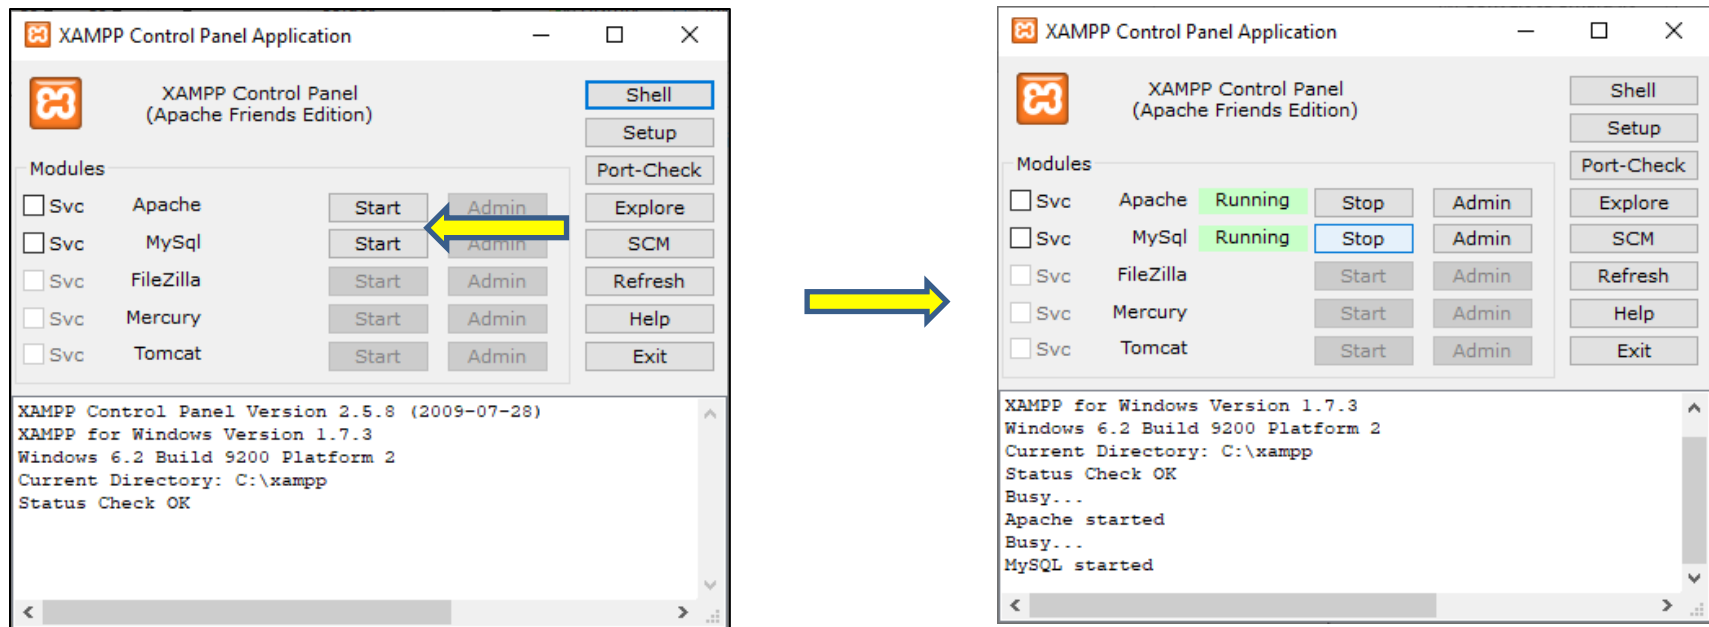 XAMPP Control Panel Application
XAMPP Control Panel
(Apache Friends Edition)
Shell
Setup
Modules
Port-Check
Svc Apache Start Admin Explore
Svc MySql Start Admin SCM
Svc FileZilla Start Admin Refresh
Svc Mercury Start Admin Help
Svc Tomcat Start Admin Exit
XAMPP Control Panel Version 2.5.8 (2009-07-28)
XAMPP for Windows Version 1.7.3
Windows 6.2 Build 9200 Platform 2
Current Directory: C:\xampp
Status Check OK
XAMPP Control Panel Application
XAMPP Control Panel
(Apache Friends Edition)
Shell
Setup
Modules
Port-Check
Svc Apache Running Stop Admin Explore
Svc MySql Running Stop Admin SCM
Svc FileZilla Start Admin Refresh
Svc Mercury Start Admin Help
Svc Tomcat Start Admin Exit
XAMPP for Windows Version 1.7.3
Windows 6.2 Build 9200 Platform 2
Current Directory: C:\xampp
Status Check OK
Busy...
Apache started
Busy...
MySQL started